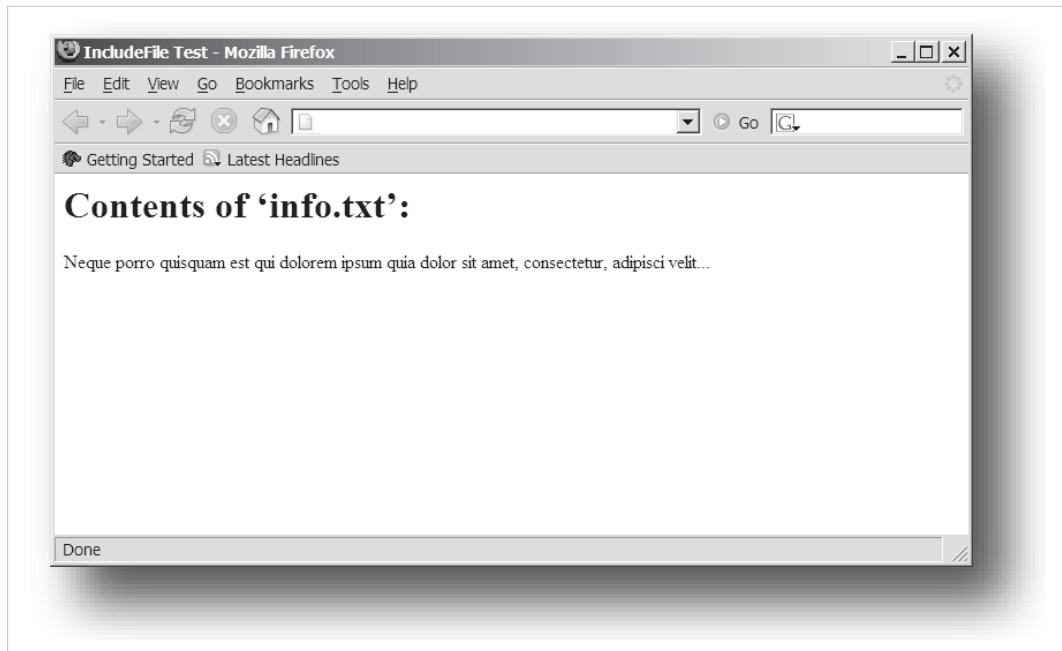 IncludeFile Test - Mozilla Firefox
File Edit View Go Bookmarks Tools Help
Go G
Getting Started Latest Headlines
Contents of ‘info.txt’:
Neque porro quisquam est qui dolorem ipsum quia dolor sit amet, consectetur, adipisci velit...
Done